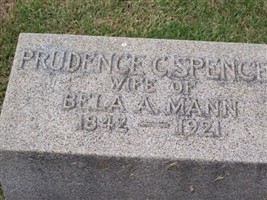 PRUDENCE C. SPENCE
WIFE OF
BELA A. MANN
1842 — 1921